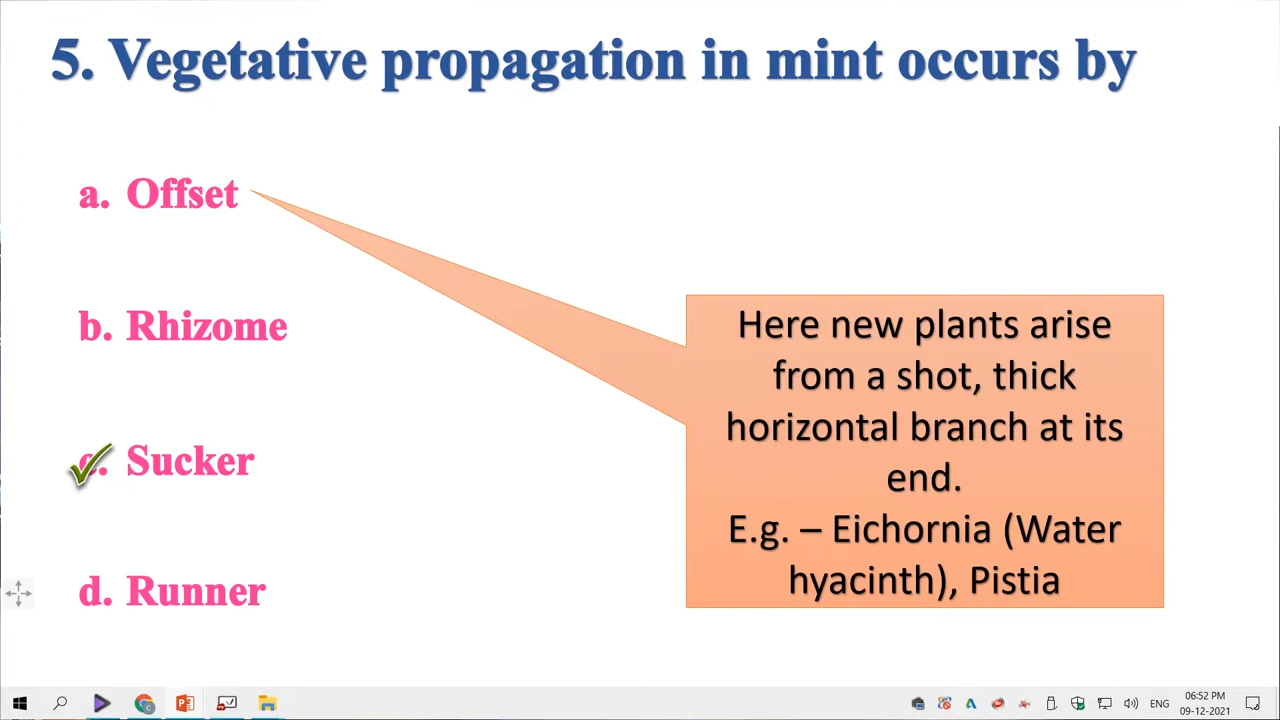 5. Vegetative propagation in mint occurs by
a. Offset
b. Rhizome
c. Sucker
d. Runner
Here new plants arise
from a shot, thick
horizontal branch at its
end.
E.g. – Eichornia (Water
hyacinth), Pistia
ENG
06:52 PM
09-12-2021